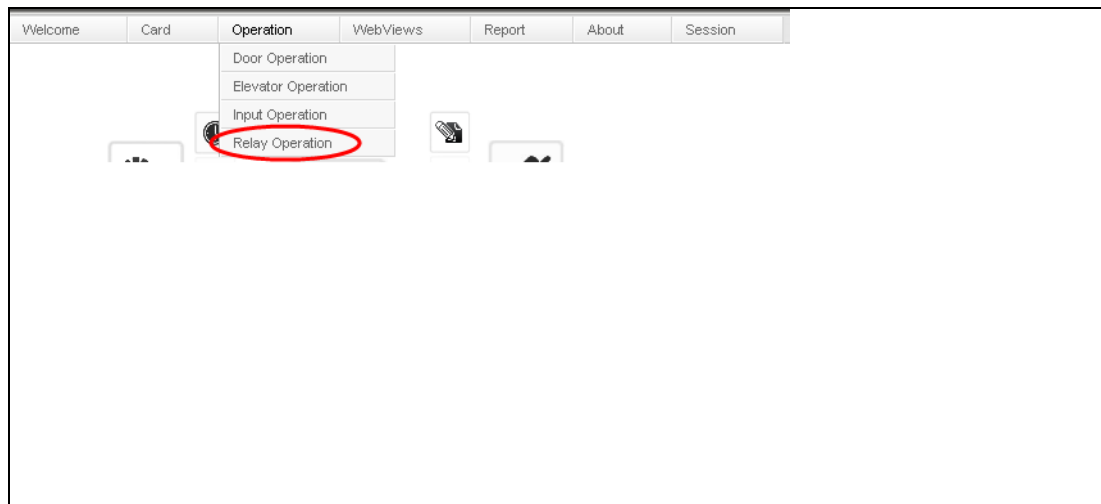 Welcome Card Operation WebViews Report About Session
Door Operation
Elevator Operation
Input Operation
Relay Operation